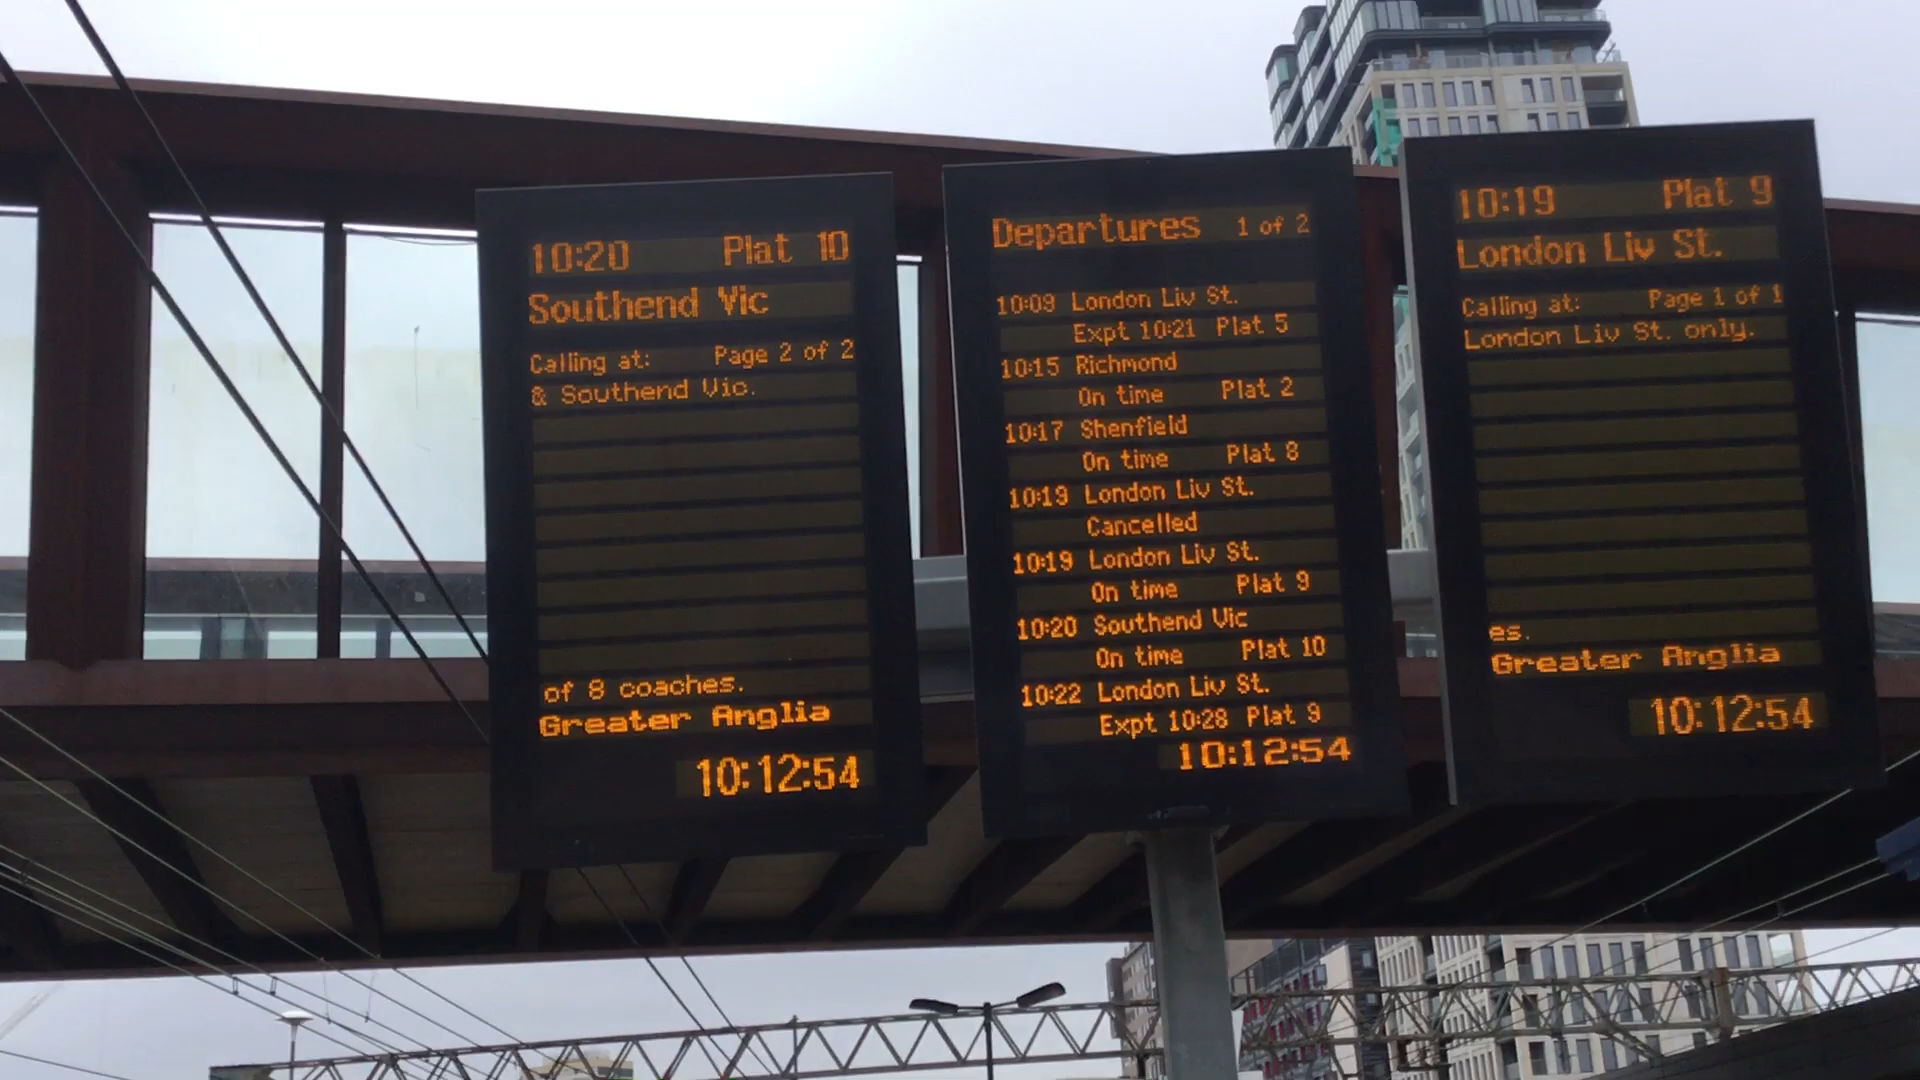 10:20 Plat 10
Southend Vic
Calling at: Page 2 of 2
& Southend Vic.
of 8 coaches.
Greater Anglia
10:12:54
Departures 1 of 2
10:09 London Liv St.
Expt 10:21 Plat 5
10:15 Richmond
On time Plat 2
10:17 Shenfield
On time Plat 8
10:19 London Liv St.
Cancelled
10:19 London Liv St.
On time Plat 9
10:20 Southend Vic
On time Plat 10
10:22 London Liv St.
Expt 10:28 Plat 9
10:12:54
10:19 Plat 9
London Liv St.
Calling at: Page 1 of 1
London Liv St. only.
es.
Greater Anglia
10:12:54